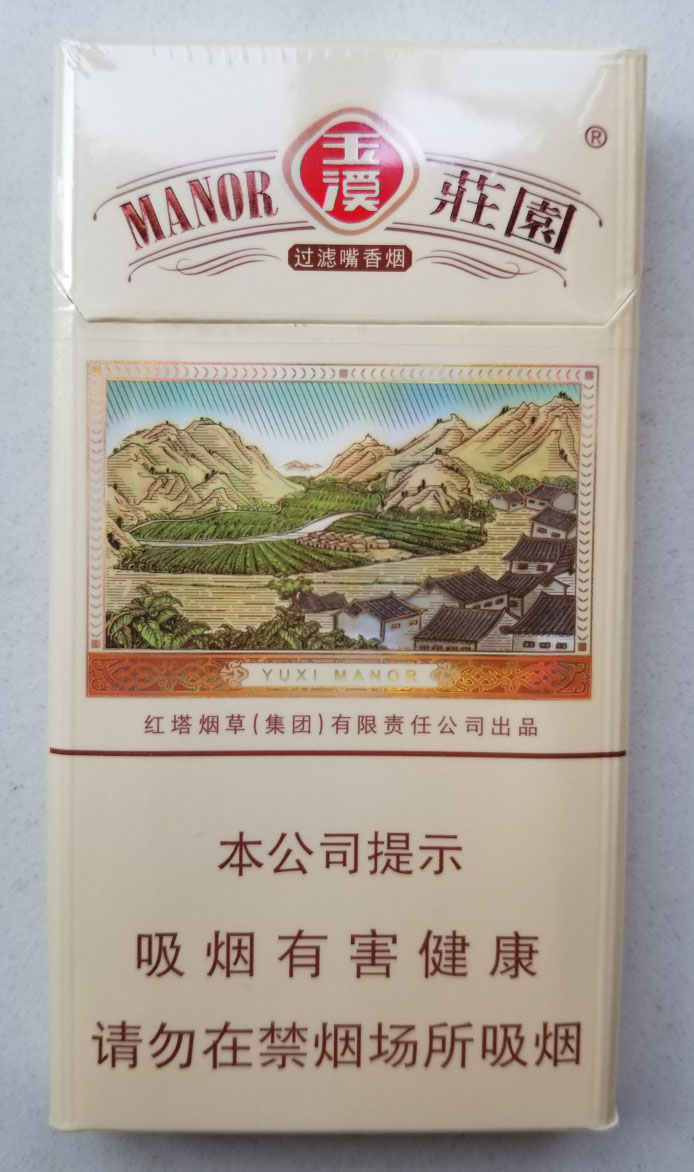 玉溪
MANOR 莊園 ®
过滤嘴香烟
YUXI MANOR
红塔烟草(集团)有限责任公司出品
本公司提示
吸烟有害健康
请勿在禁烟场所吸烟